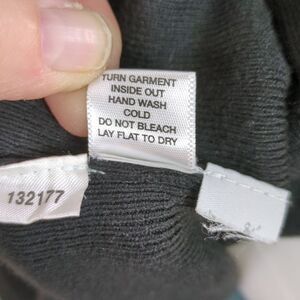 TURN GARMENT
INSIDE OUT
HAND WASH
COLD
DO NOT BLEACH
LAY FLAT TO DRY
132177